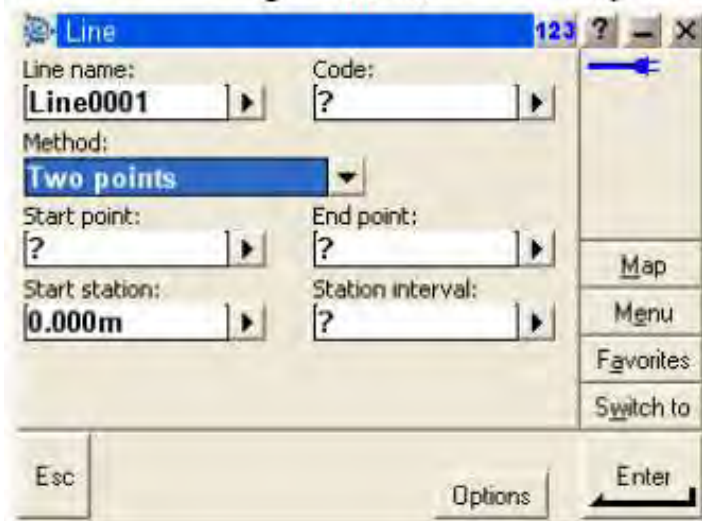 Line 123 ? – ×
Line name: Code:
Line0001 ?
Method:
Two points
Start point: End point:
? ?
Map
Start station: Station interval:
0.000m ?
Menu
Favorites
Switch to
Esc Options Enter